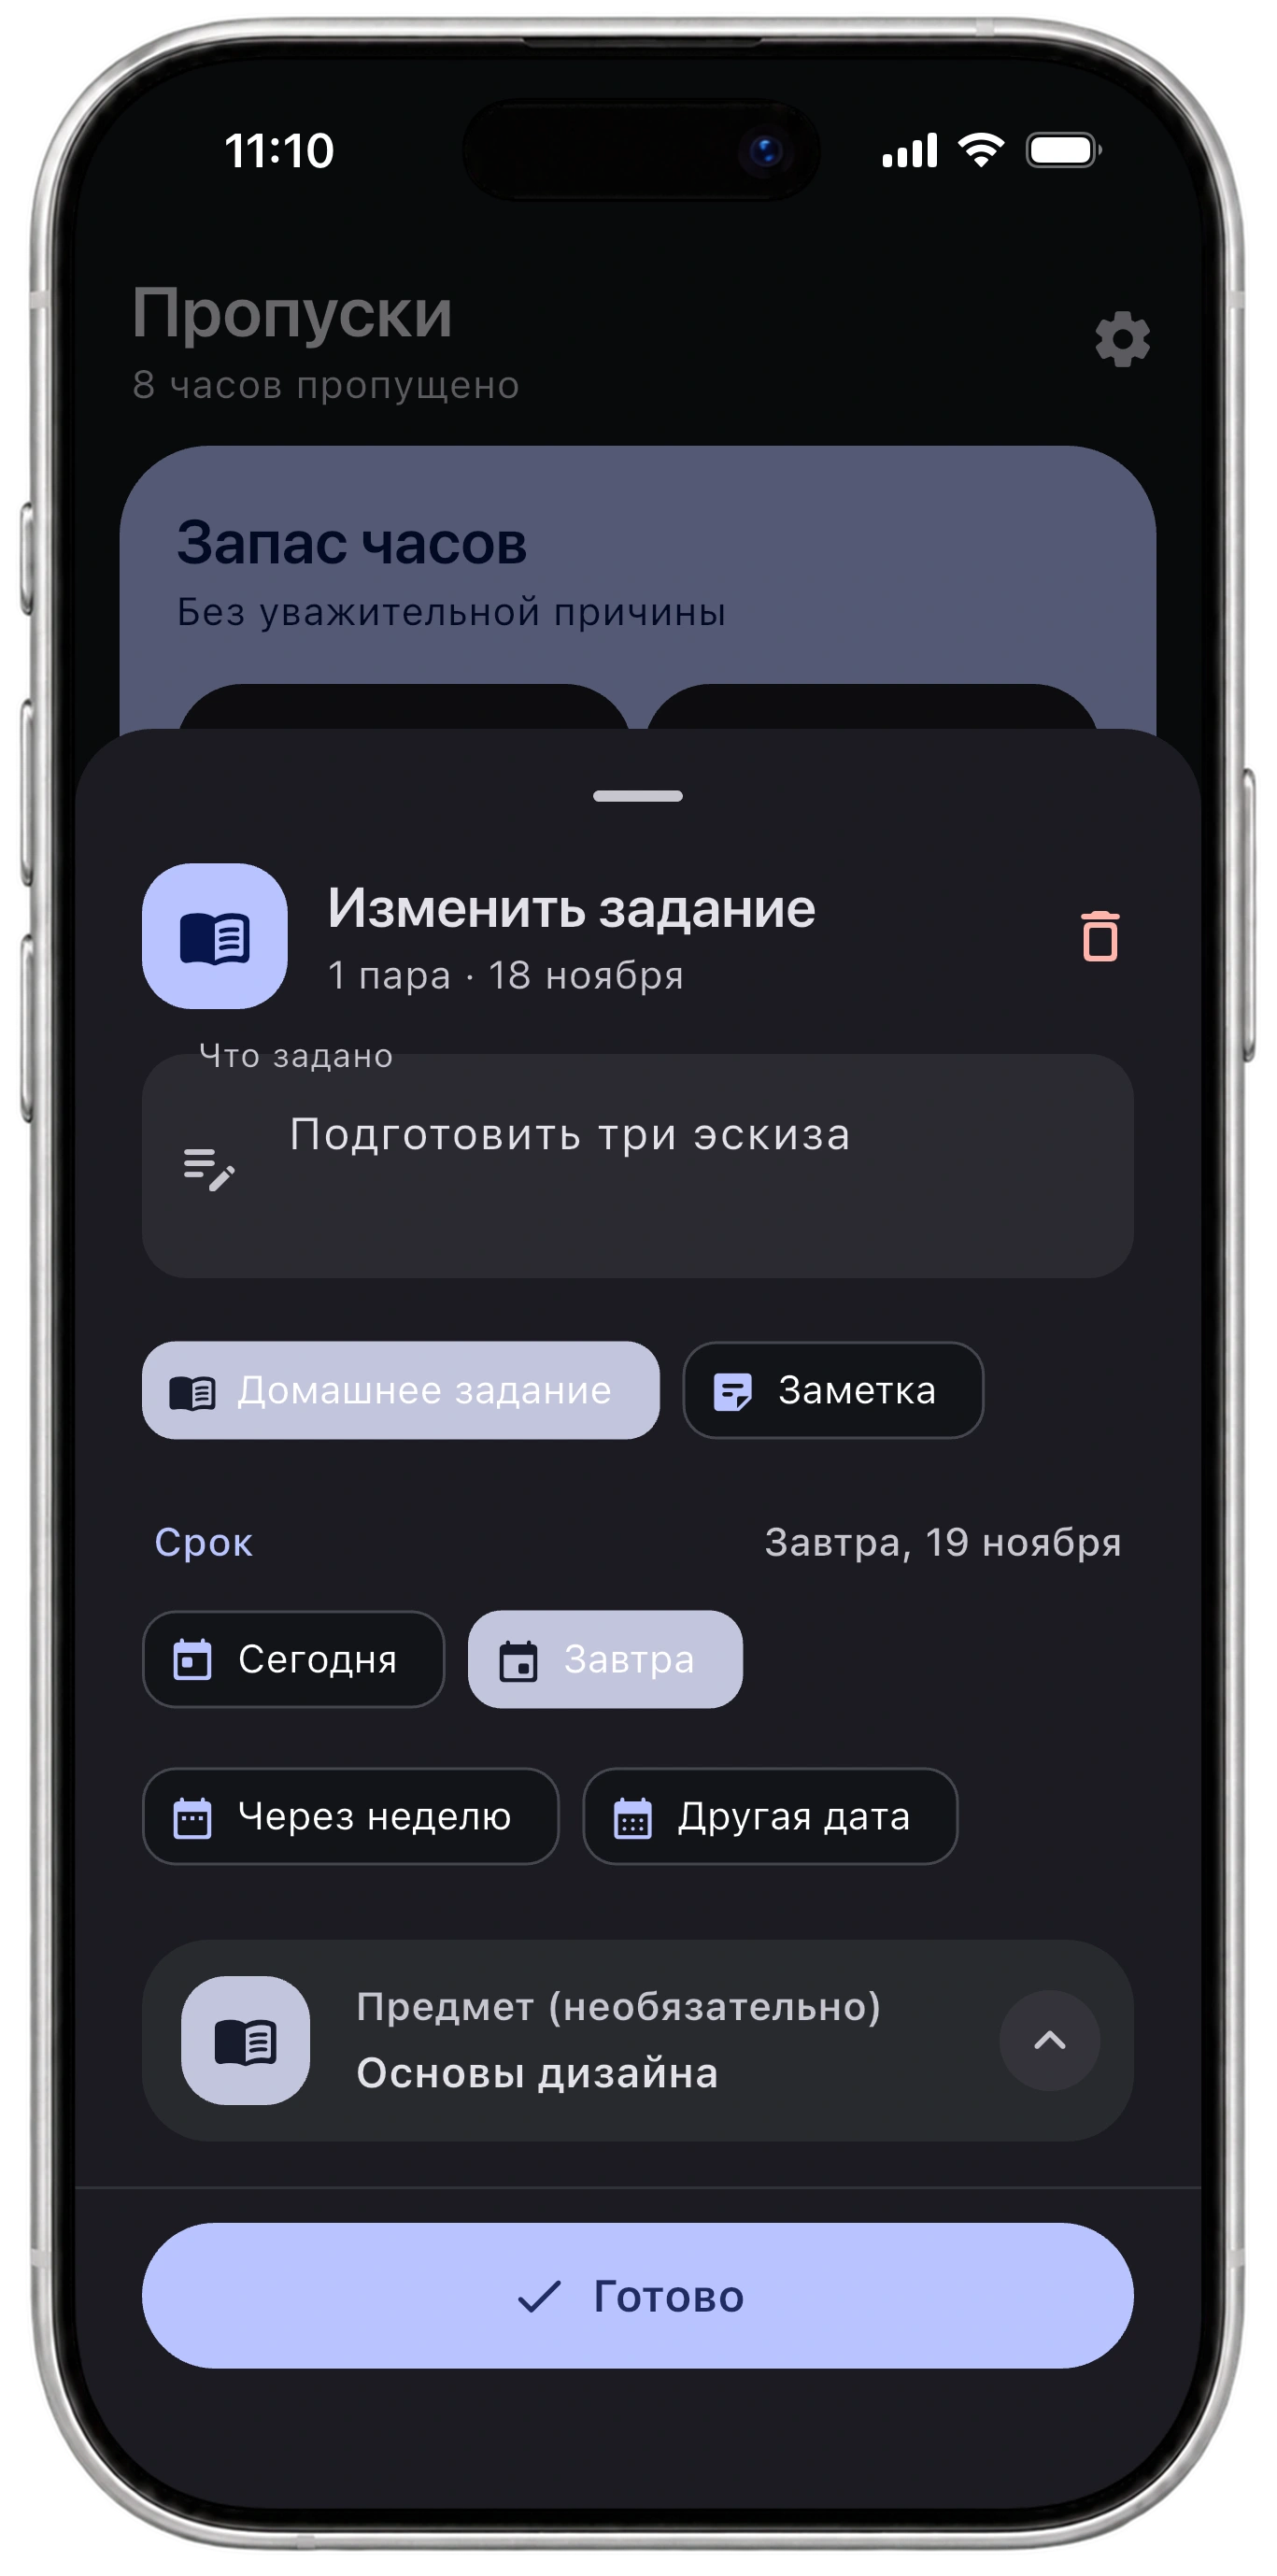 11:10
Пропуски
8 часов пропущено
Запас часов
Без уважительной причины
Изменить задание
1 пара · 18 ноября
Что задано
Подготовить три эскиза
Домашнее задание
Заметка
Срок
Завтра, 19 ноября
Сегодня
Завтра
Через неделю
Другая дата
Предмет (необязательно)
Основы дизайна
Готово